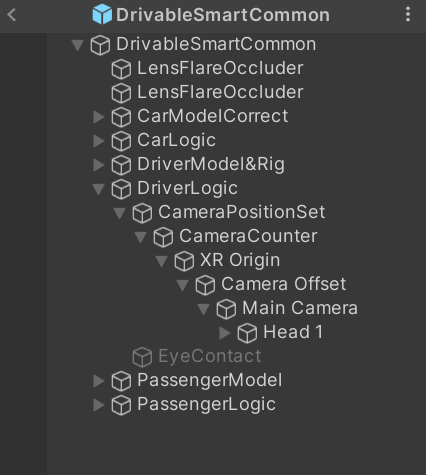 DrivableSmartCommon
DrivableSmartCommon
LensFlareOccluder
LensFlareOccluder
CarModelCorrect
CarLogic
DriverModel&Rig
DriverLogic
CameraPositionSet
CameraCounter
XR Origin
Camera Offset
Main Camera
Head 1
EyeContact
PassengerModel
PassengerLogic